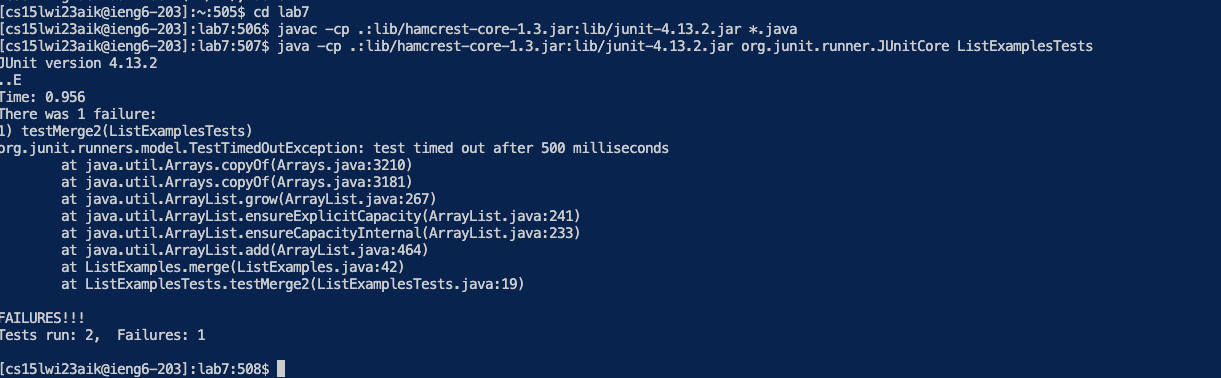 [cs15lwi23aik@ieng6-203]:~:505$ cd lab7
[cs15lwi23aik@ieng6-203]:lab7:506$ javac -cp .:lib/hamcrest-core-1.3.jar:lib/junit-4.13.2.jar *.java
[cs15lwi23aik@ieng6-203]:lab7:507$ java -cp .:lib/hamcrest-core-1.3.jar:lib/junit-4.13.2.jar org.junit.runner.JUnitCore ListExamplesTests
JUnit version 4.13.2
..E
Time: 0.956
There was 1 failure:
1) testMerge2(ListExamplesTests)
org.junit.runners.model.TestTimedOutException: test timed out after 500 milliseconds
        at java.util.Arrays.copyOf(Arrays.java:3210)
        at java.util.Arrays.copyOf(Arrays.java:3181)
        at java.util.ArrayList.grow(ArrayList.java:267)
        at java.util.ArrayList.ensureExplicitCapacity(ArrayList.java:241)
        at java.util.ArrayList.ensureCapacityInternal(ArrayList.java:233)
        at java.util.ArrayList.add(ArrayList.java:464)
        at ListExamples.merge(ListExamples.java:42)
        at ListExamplesTests.testMerge2(ListExamplesTests.java:19)
FAILURES!!!
Tests run: 2,  Failures: 1
[cs15lwi23aik@ieng6-203]:lab7:508$